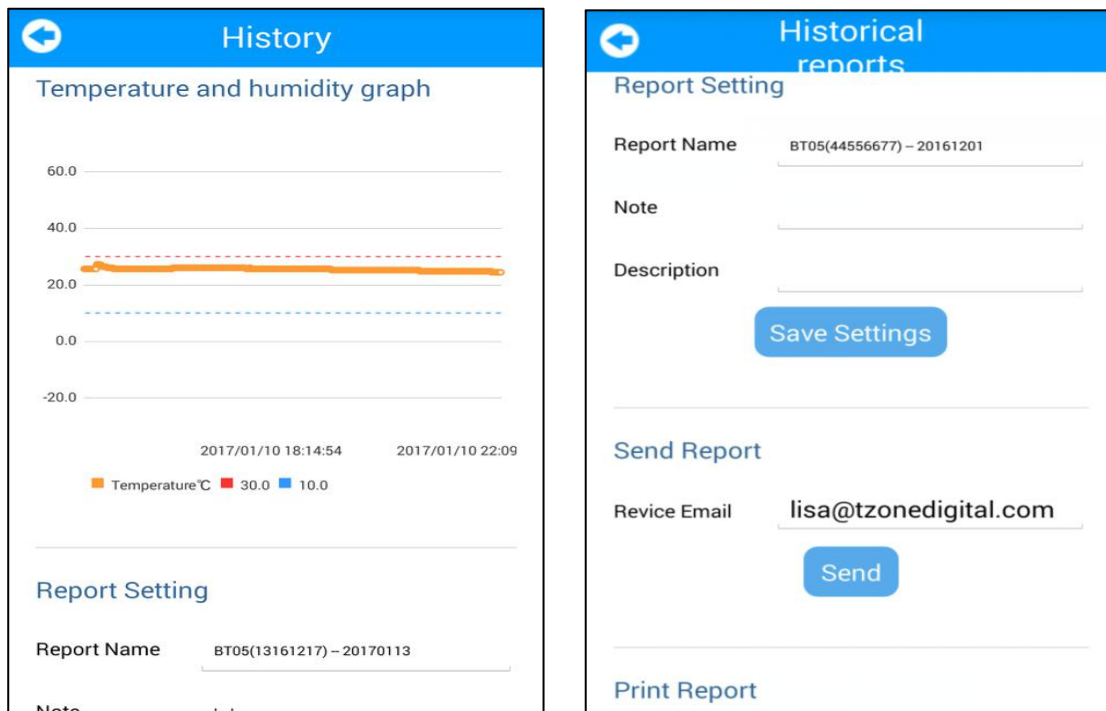 History
Temperature and humidity graph
60.0
40.0
20.0
0.0
-20.0
2017/01/10 18:14:54 2017/01/10 22:09
Temperature℃ 30.0 10.0
Report Setting
Report Name BT05(13161217) – 20170113
Note
Historical
reports
Report Setting
Report Name BT05(44556677) – 20161201
Note
Description
Save Settings
Send Report
Revice Email lisa@tzonedigital.com
Send
Print Report